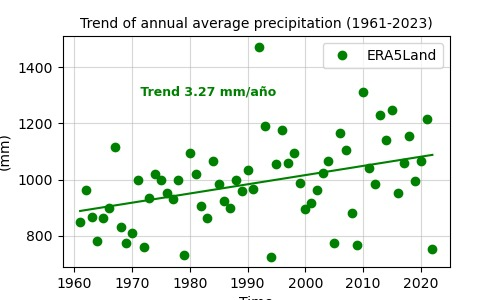 Trend of annual average precipitation (1961-2023)
(mm)
1400
1200
1000
800
Trend 3.27 mm/año
ERA5Land
1960 1970 1980 1990 2000 2010 2020
Time